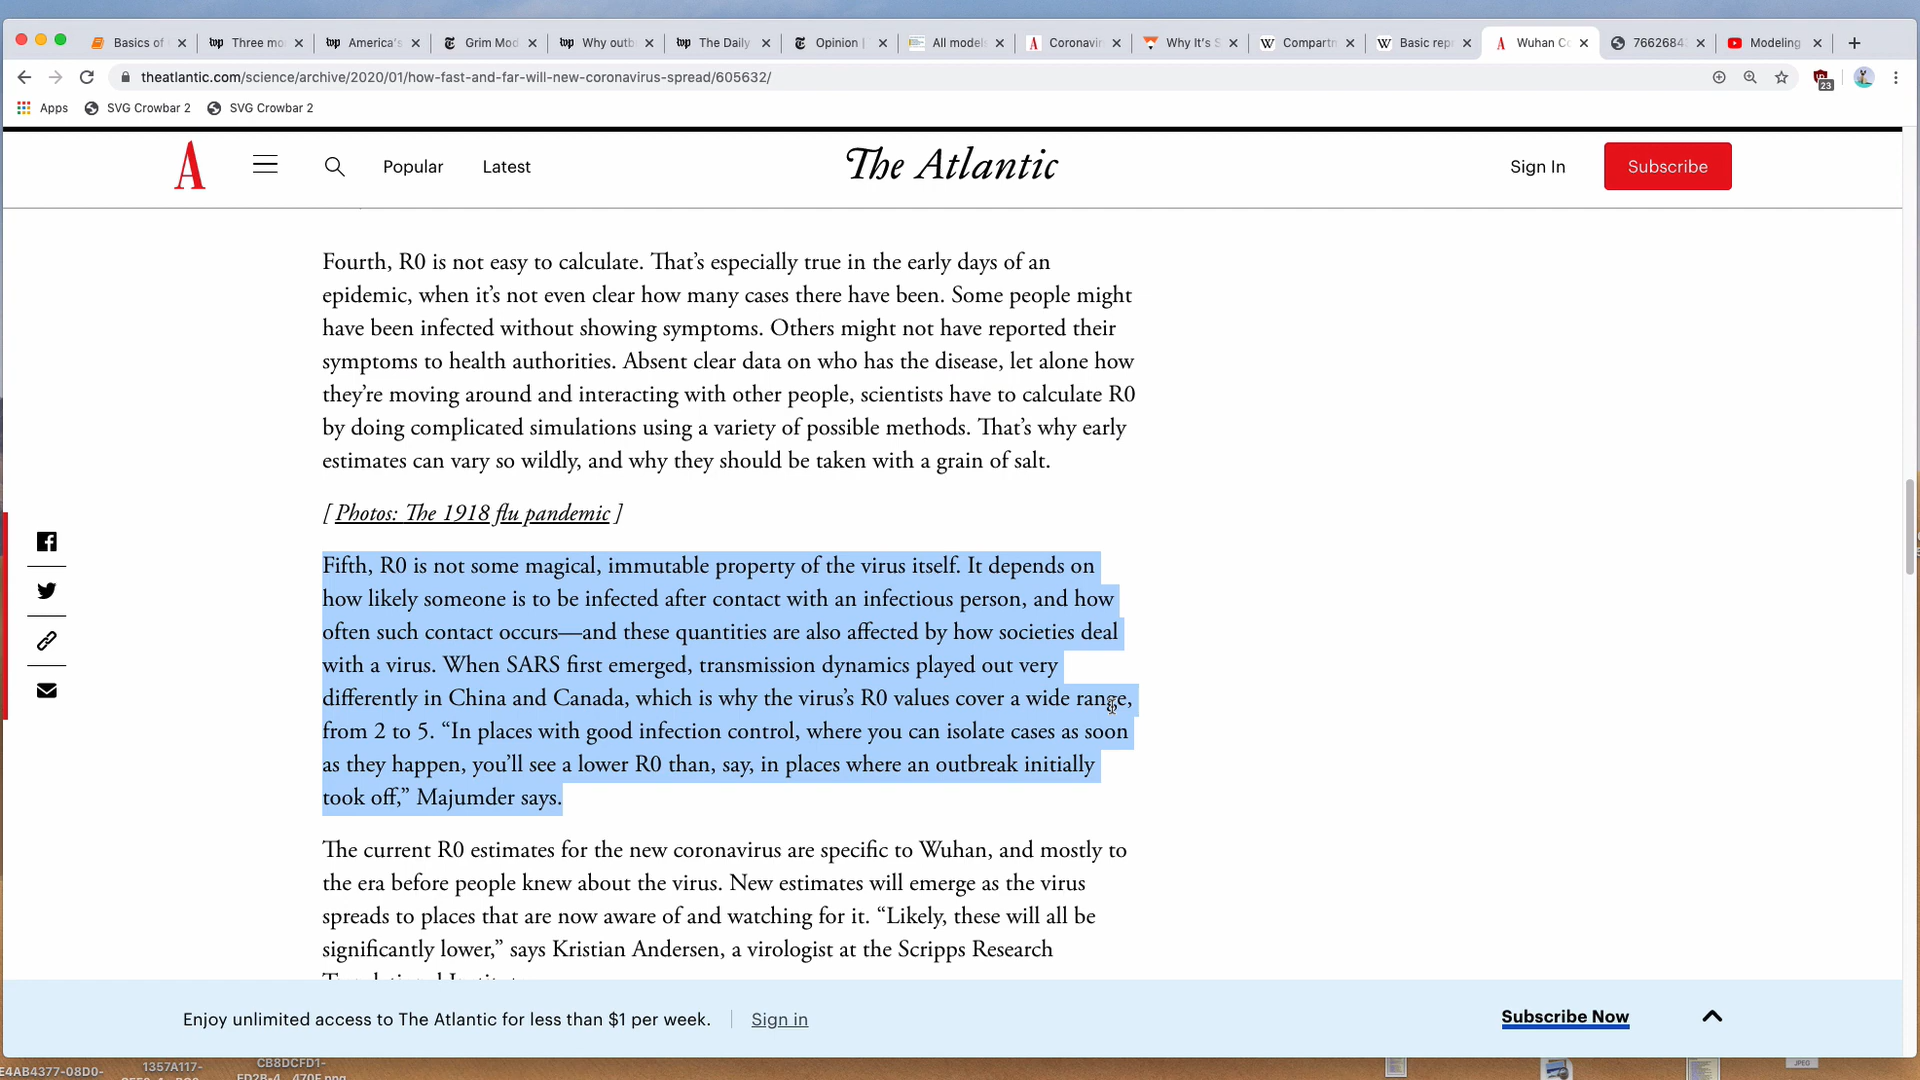 Basics of
Three mo
America's
Grim Mod
Why outb
The Daily
Opinion |
All models
Coronavir
Why It's S
Compartm
Basic repr
Wuhan Co
7662684
Modeling
theatlantic.com/science/archive/2020/01/how-fast-and-far-will-new-coronavirus-spread/605632/
23
Apps
SVG Crowbar 2
SVG Crowbar 2
A
Popular
Latest
The Atlantic
Sign In
Subscribe
Fourth, R0 is not easy to calculate. That’s especially true in the early days of an
epidemic, when it’s not even clear how many cases there have been. Some people might
have been infected without showing symptoms. Others might not have reported their
symptoms to health authorities. Absent clear data on who has the disease, let alone how
they’re moving around and interacting with other people, scientists have to calculate R0
by doing complicated simulations using a variety of possible methods. That’s why early
estimates can vary so wildly, and why they should be taken with a grain of salt.
[ Photos: The 1918 flu pandemic ]
Fifth, R0 is not some magical, immutable property of the virus itself. It depends on
how likely someone is to be infected after contact with an infectious person, and how
often such contact occurs—and these quantities are also affected by how societies deal
with a virus. When SARS first emerged, transmission dynamics played out very
differently in China and Canada, which is why the virus’s R0 values cover a wide range,
from 2 to 5. “In places with good infection control, where you can isolate cases as soon
as they happen, you’ll see a lower R0 than, say, in places where an outbreak initially
took off,” Majumder says.
The current R0 estimates for the new coronavirus are specific to Wuhan, and mostly to
the era before people knew about the virus. New estimates will emerge as the virus
spreads to places that are now aware of and watching for it. “Likely, these will all be
significantly lower,” says Kristian Andersen, a virologist at the Scripps Research
Enjoy unlimited access to The Atlantic for less than $1 per week.
Sign in
Subscribe Now
E4AB4377-08D0-
1357A117-
CB8DCFD1-